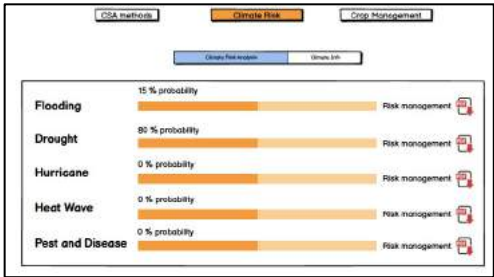 CSA methods Climate Risk Crop Management
Climate Risk Analysis Climate Info
15 % probability
Flooding Risk management
80 % probability
Drought Risk management
0 % probability
Hurricane Risk management
0 % probability
Heat Wave Risk management
0 % probability
Pest and Disease Risk management